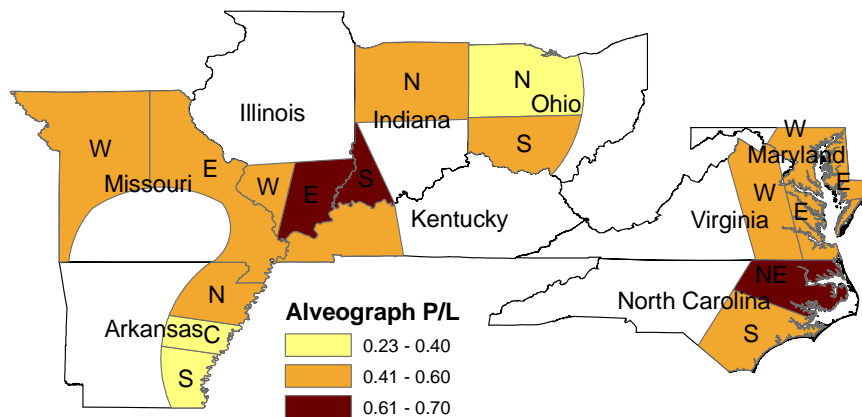 N
N
Ohio
Illinois
Indiana
W
E
Missouri
S
W
Maryland
W
E
S
E
W
E
Virginia
Kentucky
NE
North Carolina
N
Arkansas
C
S
S
Alveograph P/L
0.23 - 0.40
0.41 - 0.60
0.61 - 0.70